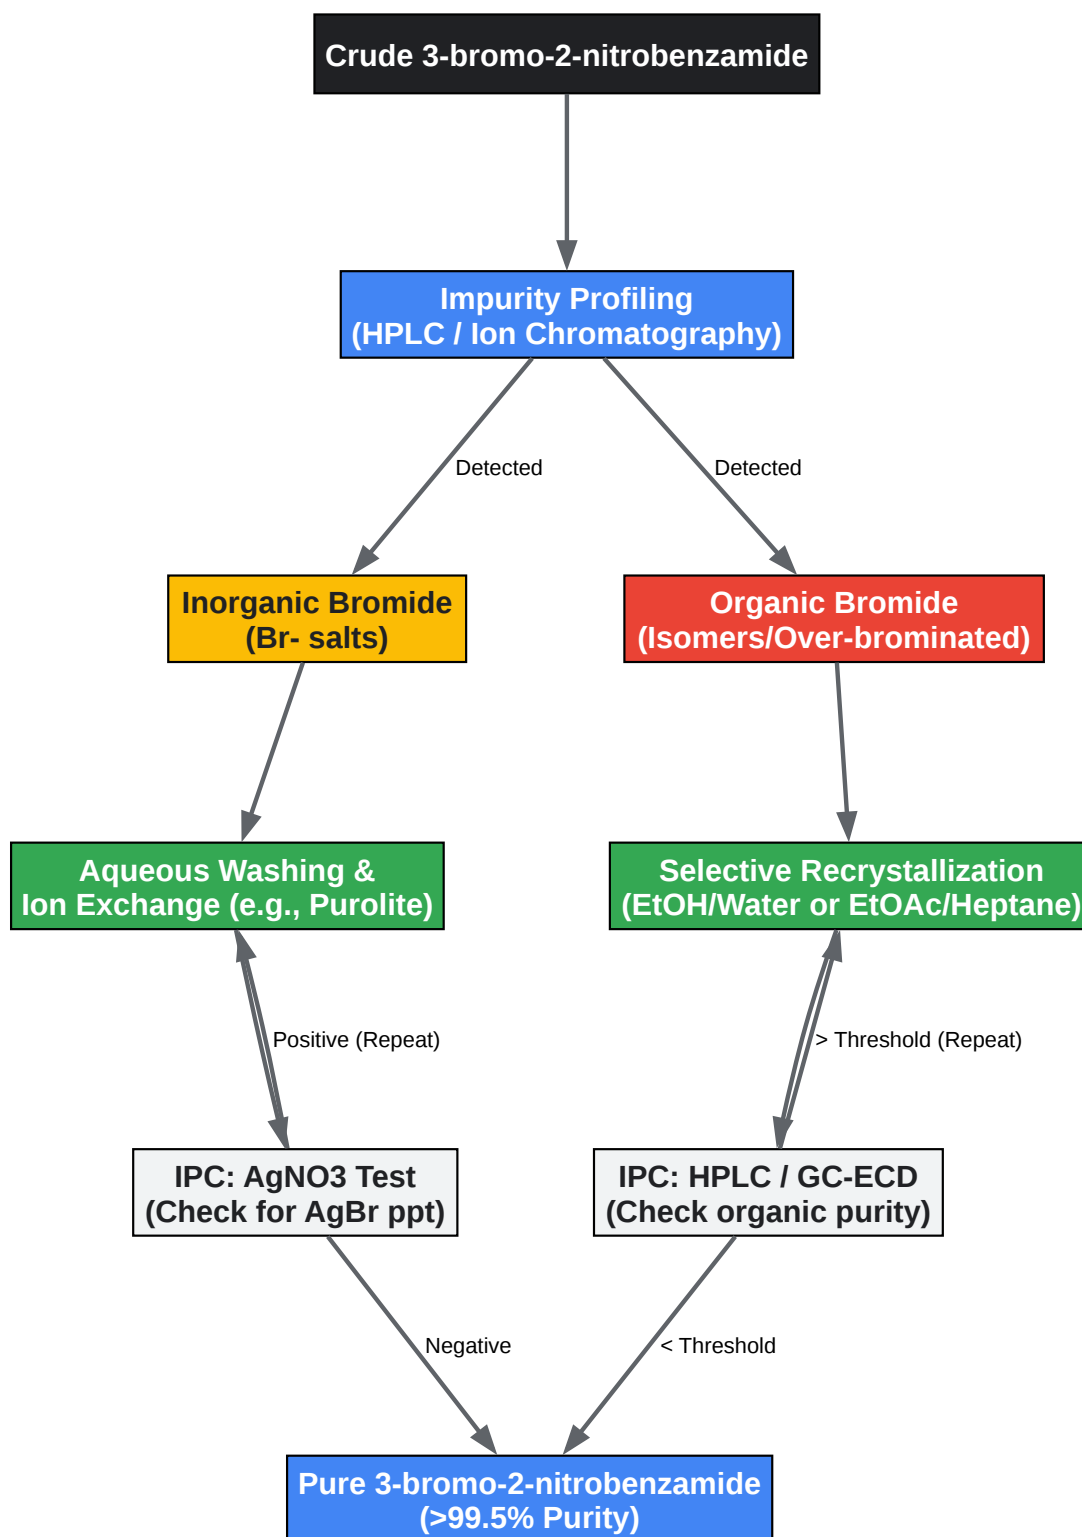 Crude 3-bromo-2-nitrobenzamide
Impurity Profiling
(HPLC / Ion Chromatography)
Detected
Detected
Inorganic Bromide
(Br- salts)
Organic Bromide
(Isomers/Over-brominated)
Aqueous Washing &
Ion Exchange (e.g., Purolite)
Selective Recrystallization
(EtOH/Water or EtOAc/Heptane)
Positive (Repeat)
> Threshold (Repeat)
IPC: AgNO3 Test
(Check for AgBr ppt)
IPC: HPLC / GC-ECD
(Check organic purity)
Negative
< Threshold
Pure 3-bromo-2-nitrobenzamide
(>99.5% Purity)